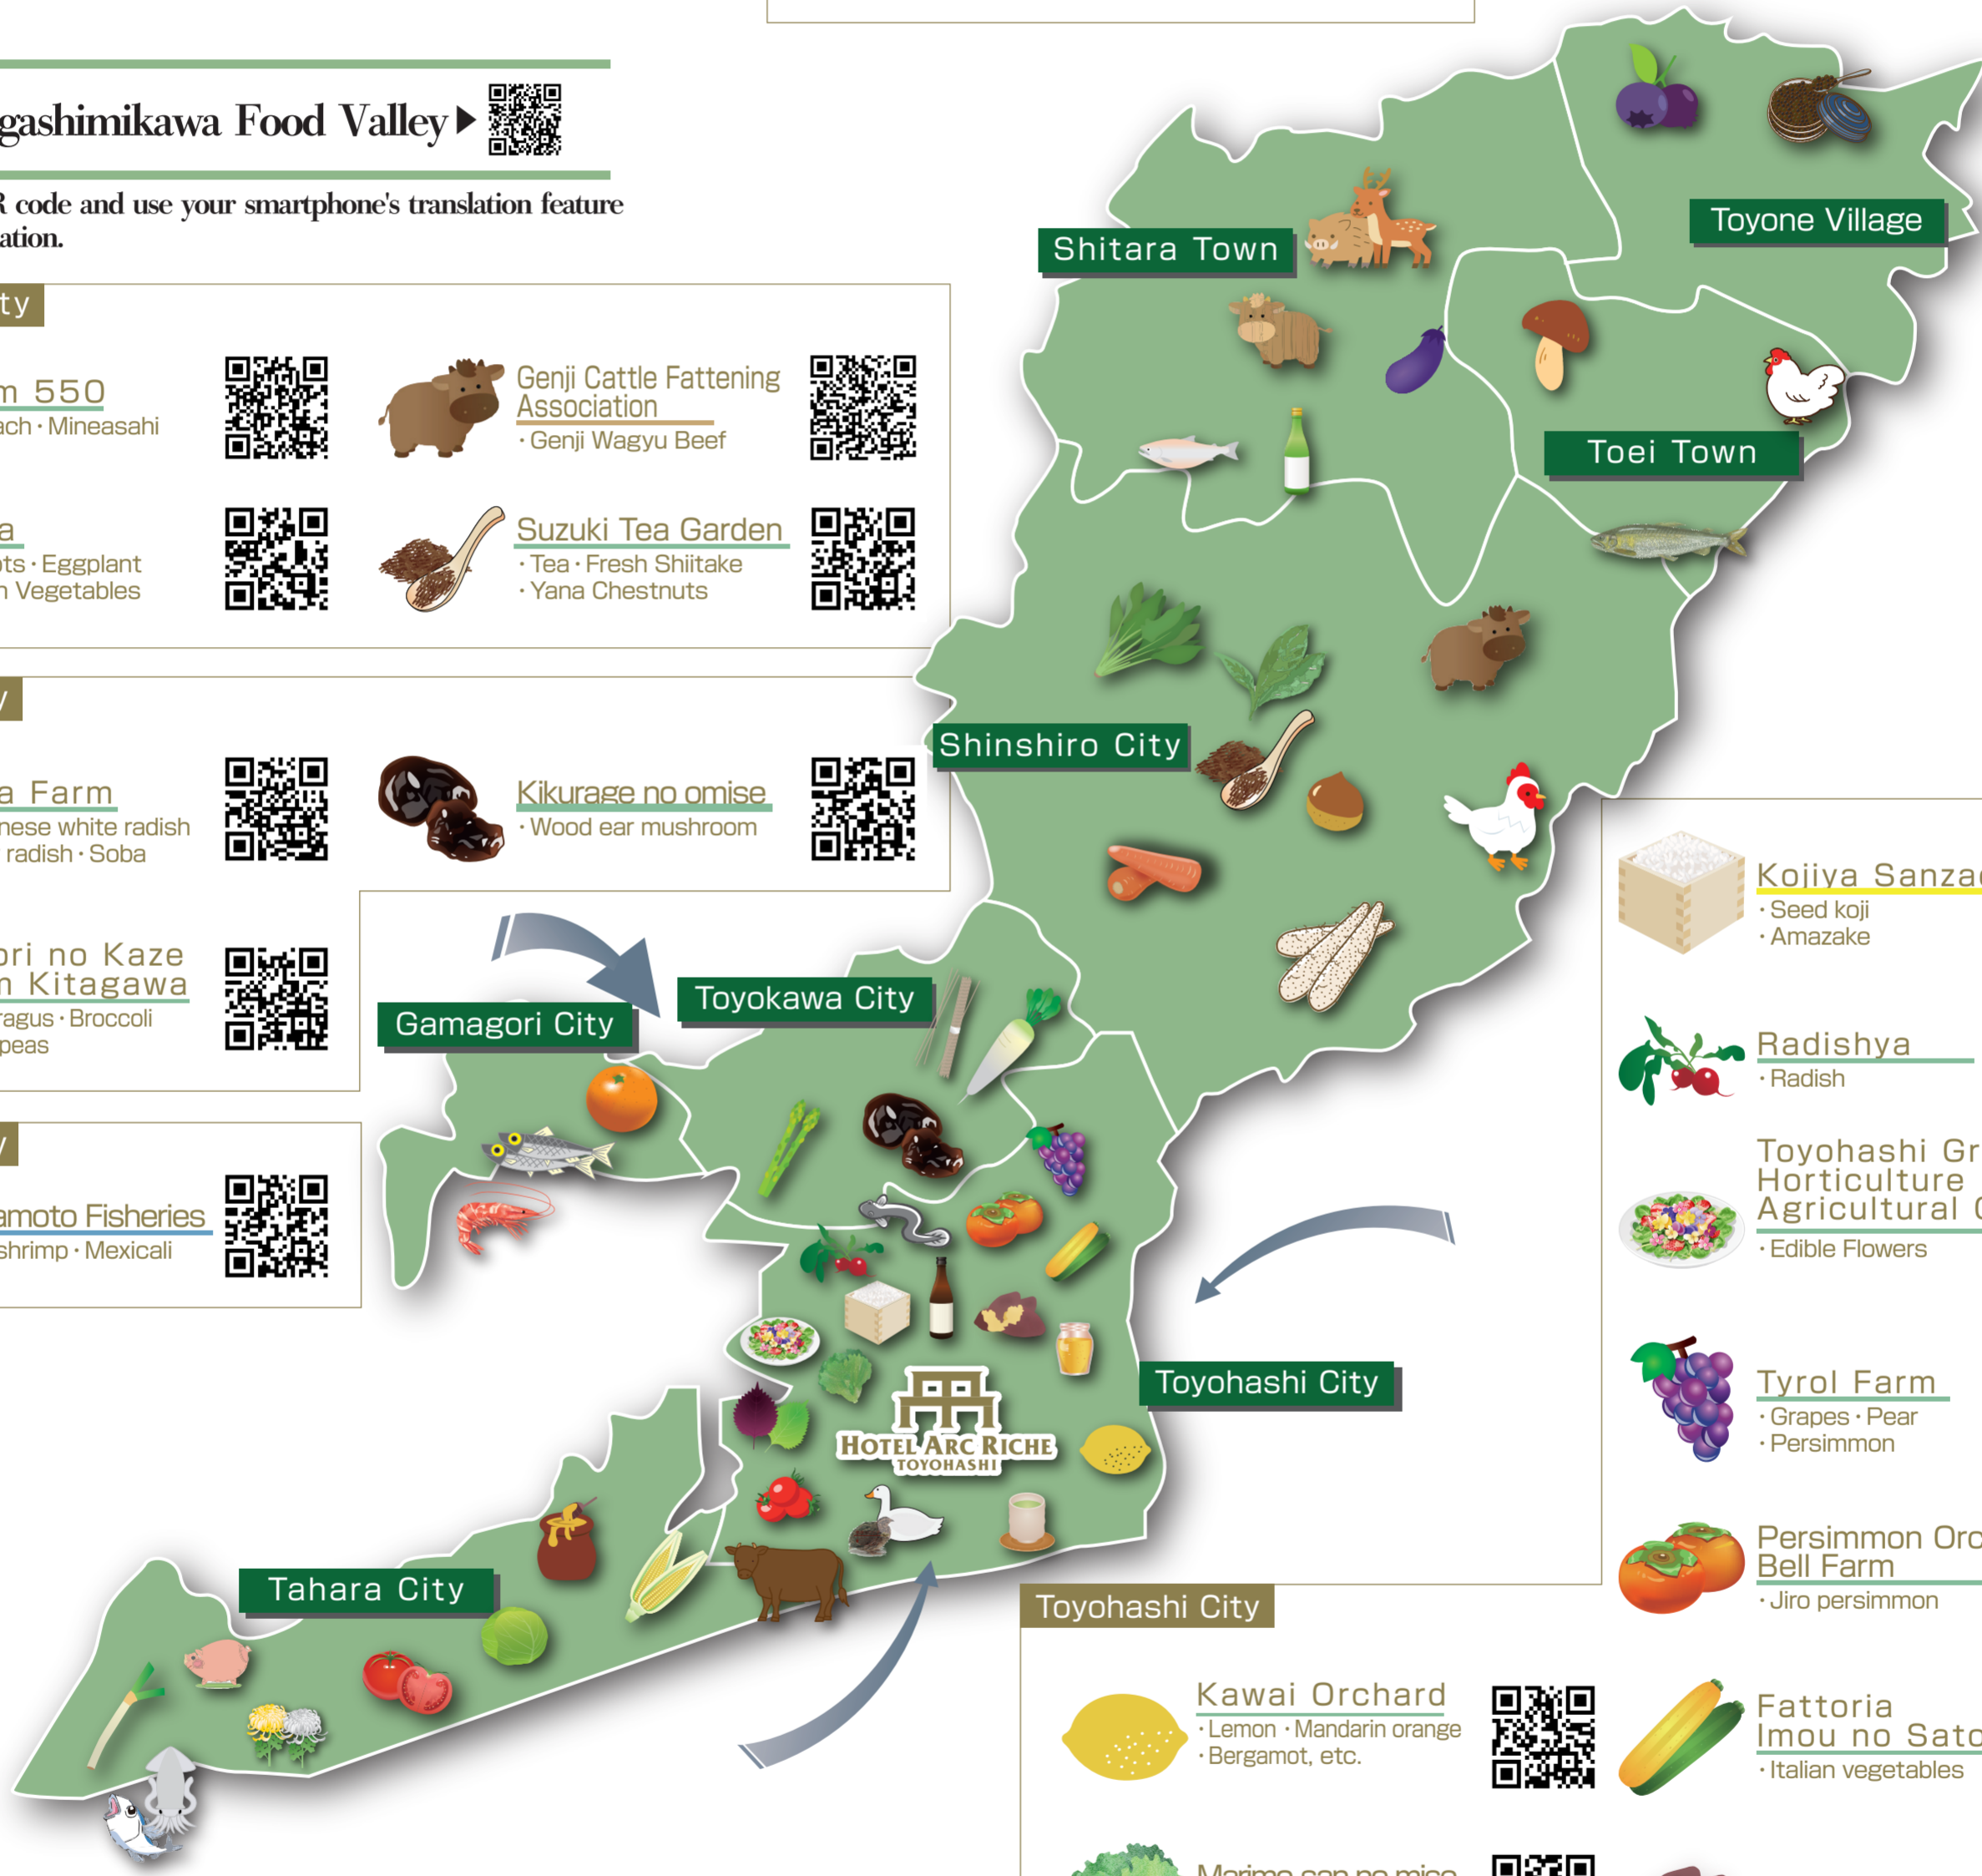 gashimikawa Food Valley▶
code and use your smartphone's translation feature
ation.
ty
m 550
ach・Mineasahi
Genji Cattle Fattening
Association
・Genji Wagyu Beef
a
ts・Eggplant
n Vegetables
Suzuki Tea Garden
・Tea・Fresh Shiitake
・Yana Chestnuts
y
a Farm
nese white radish
radish・Soba
Kikurage no omise
・Wood ear mushroom
ori no Kaze
m Kitagawa
ragus・Broccoli
peas
y
amoto Fisheries
shrimp・Mexicali
Toyone Village
Shitara Town
Toei Town
Shinshiro City
Toyokawa City
Gamagori City
Toyohashi City
HOTEL ARC RICHE
TOYOHASHI
Tahara City
Kojiya Sanza
・Seed koji
・Amazake
Radishya
・Radish
Toyohashi Gr
Horticulture
Agricultural
・Edible Flowers
Tyrol Farm
・Grapes・Pear
・Persimmon
Persimmon Orc
Bell Farm
・Jiro persimmon
Toyohashi City
Kawai Orchard
・Lemon・Mandarin orange
・Bergamot, etc.
Fattoria
Imou no Sato
・Italian vegetables